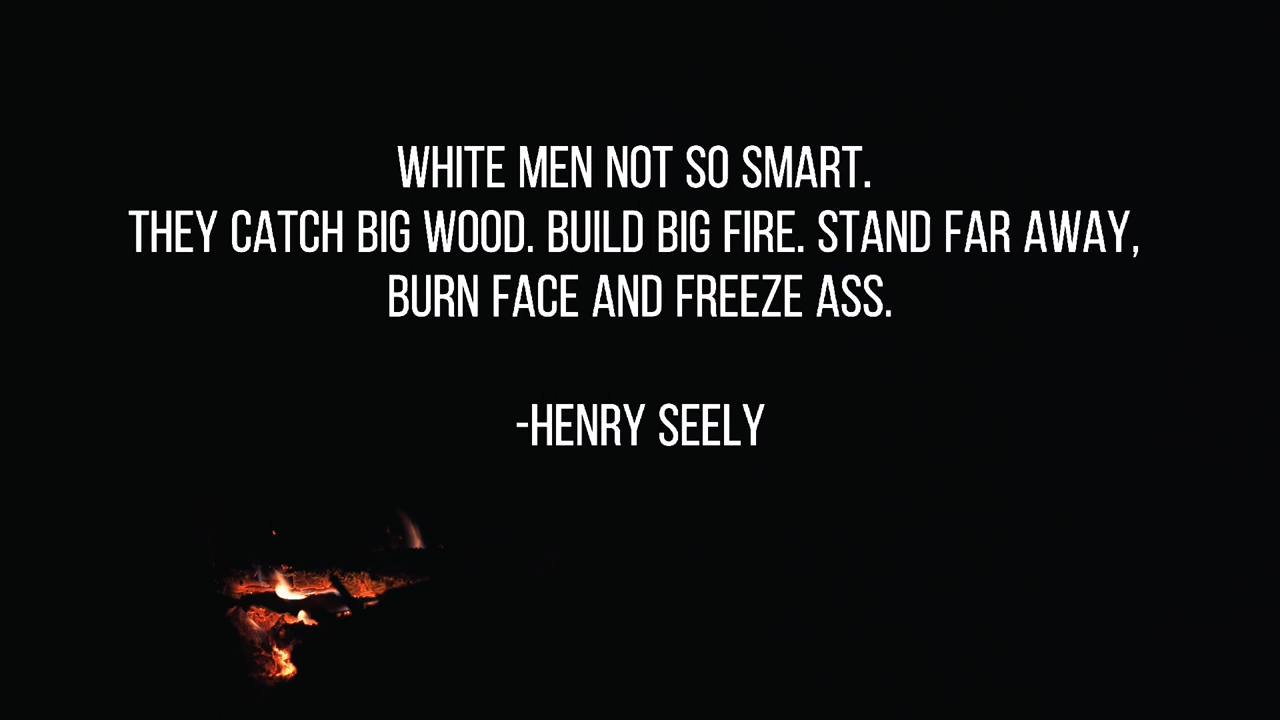 WHITE MEN NOT SO SMART.
THEY CATCH BIG WOOD. BUILD BIG FIRE. STAND FAR AWAY,
BURN FACE AND FREEZE ASS.
-HENRY SEELY